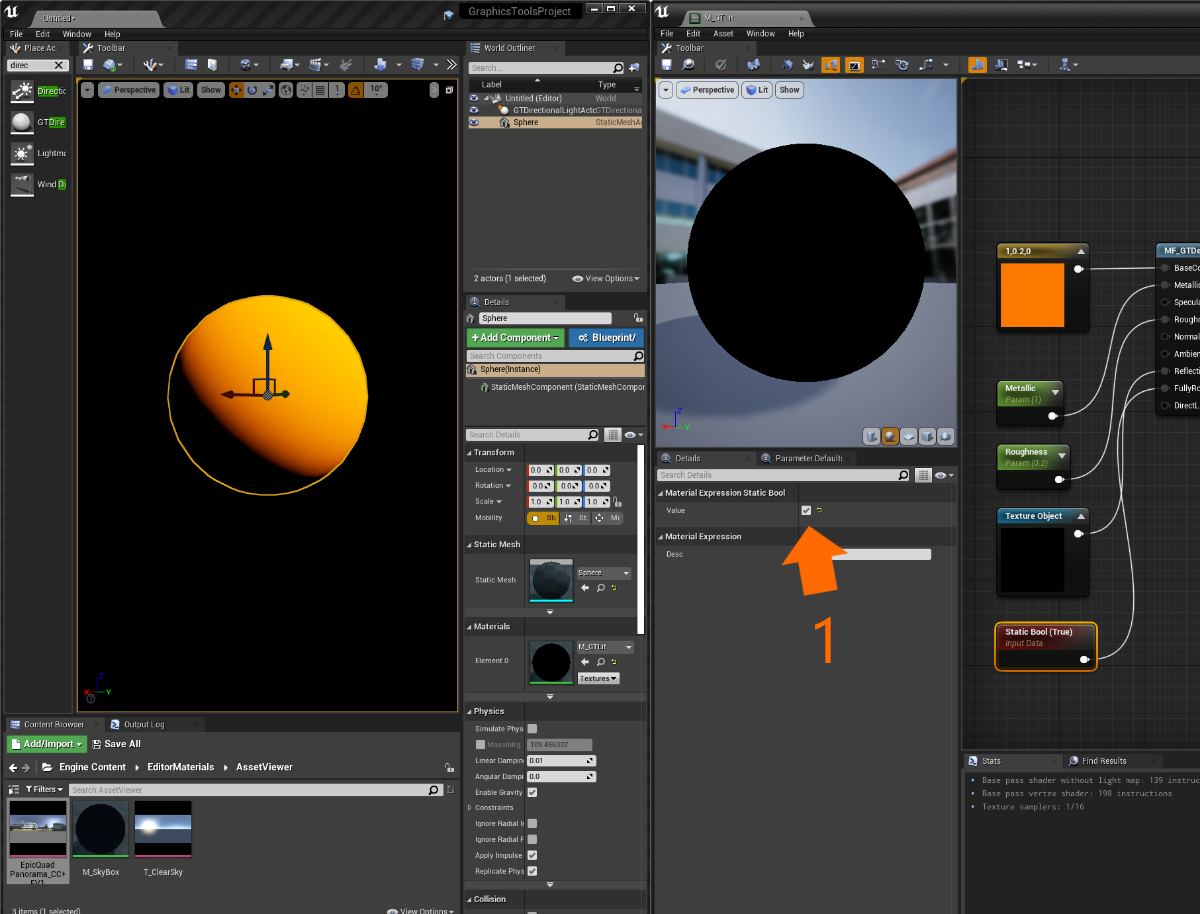 Untitled•
GraphicsToolsProject
File Edit Window Help
Place Ac
Toolbar
direc
Directic
GTDire
Lightma
Wind Di
Perspective
Lit
Show
10°
World Outliner
Search...
Label
Type
Untitled (Editor)
World
GTDirectionalLightActor
GTDirectiona
Sphere
StaticMeshA
2 actors (1 selected)
View Options
Details
Sphere
+Add Component
Blueprint/
Search Components
Sphere(Instance)
StaticMeshComponent (StaticMeshCompor
Search Details
Transform
Location
0.0 0.0 0.0
Rotation
0.0 0.0 0.0
Scale
1.0 1.0 1.0
Mobility
Sta
St
Mo
Static Mesh
Static Mesh
Sphere
Materials
Element 0
M_GTLit
Textures
Physics
Simulate Phys
MassInKg
109.456337
Linear Dampin
0.01
Angular Dampi
0.0
Enable Gravity
Constraints
Ignore Radial I
Ignore Radial F
Apply Impulse
Replicate Phys
Collision
X Y Z
Content Browser
Output Log
Add/Import
Save All
Engine Content
EditorMaterials
AssetViewer
Filters
Search AssetViewer
EpicQuad
Panorama_CC+
EV1
M_SkyBox
T_ClearSky
3 items (1 selected)
View Options
M_GTLit
File Edit Asset Window Help
Toolbar
Perspective
Lit
Show
Z
Y
Details
Parameter Defaults
Search Details
Material Expression Static Bool
Value
Material Expression
Desc
1
1,0.2,0
MF_GTDe
BaseCo
Metallic
Specula
Roughn
Normal
Ambien
Reflecti
FullyRo
DirectL
Metallic
Param (1)
Roughness
Param (0.2)
Texture Object
Static Bool (True)
Input Data
Stats
Find Results
Base pass shader without light map: 139 instruc
Base pass vertex shader: 198 instructions
Texture samplers: 1/16